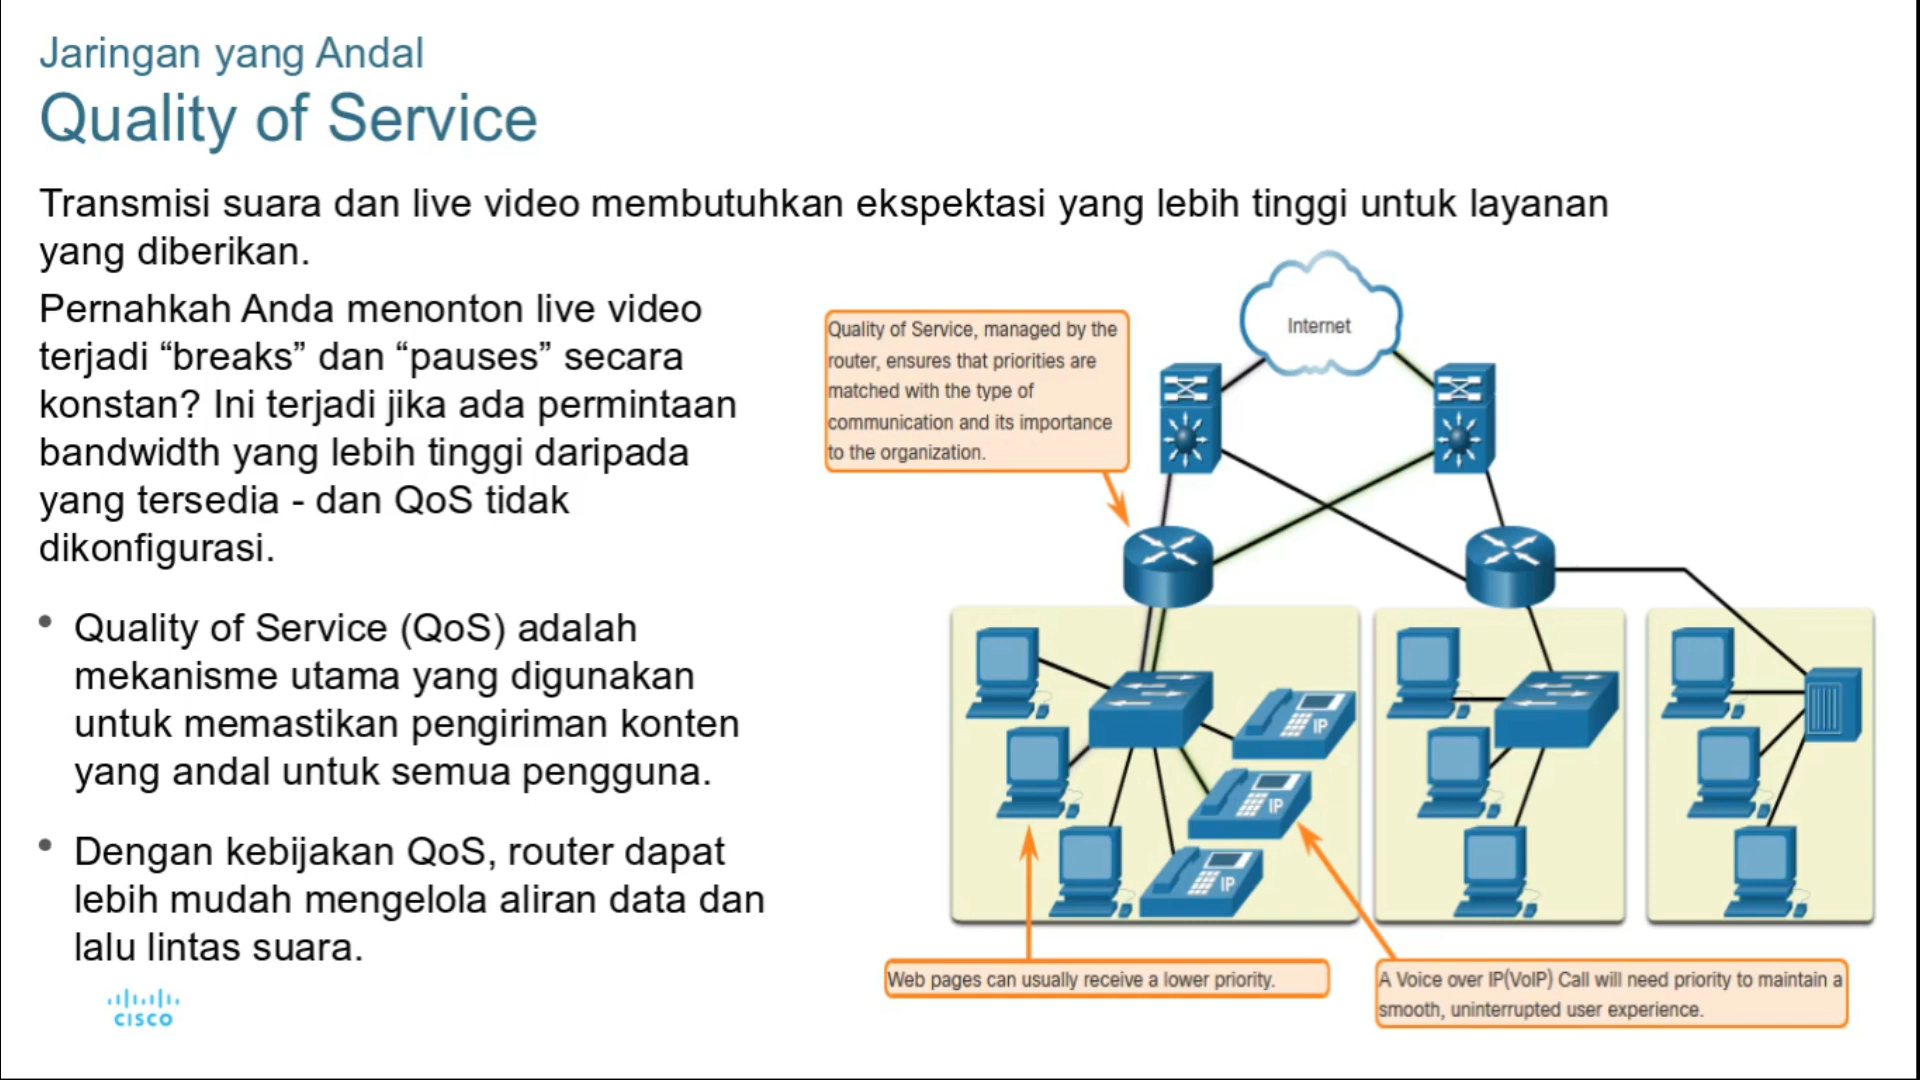 Jaringan yang Andal
Quality of Service
Transmisi suara dan live video membutuhkan ekspektasi yang lebih tinggi untuk layanan
yang diberikan.
Pernahkah Anda menonton live video
terjadi “breaks” dan “pauses” secara
konstan? Ini terjadi jika ada permintaan
bandwidth yang lebih tinggi daripada
yang tersedia - dan QoS tidak
dikonfigurasi.
• Quality of Service (QoS) adalah
mekanisme utama yang digunakan
untuk memastikan pengiriman konten
yang andal untuk semua pengguna.
• Dengan kebijakan QoS, router dapat
lebih mudah mengelola aliran data dan
lalu lintas suara.
CISCO
Internet
Quality of Service, managed by the
router, ensures that priorities are
matched with the type of
communication and its importance
to the organization.
IP
IP
IP
Web pages can usually receive a lower priority.
A Voice over IP(VoIP) Call will need priority to maintain a
smooth, uninterrupted user experience.